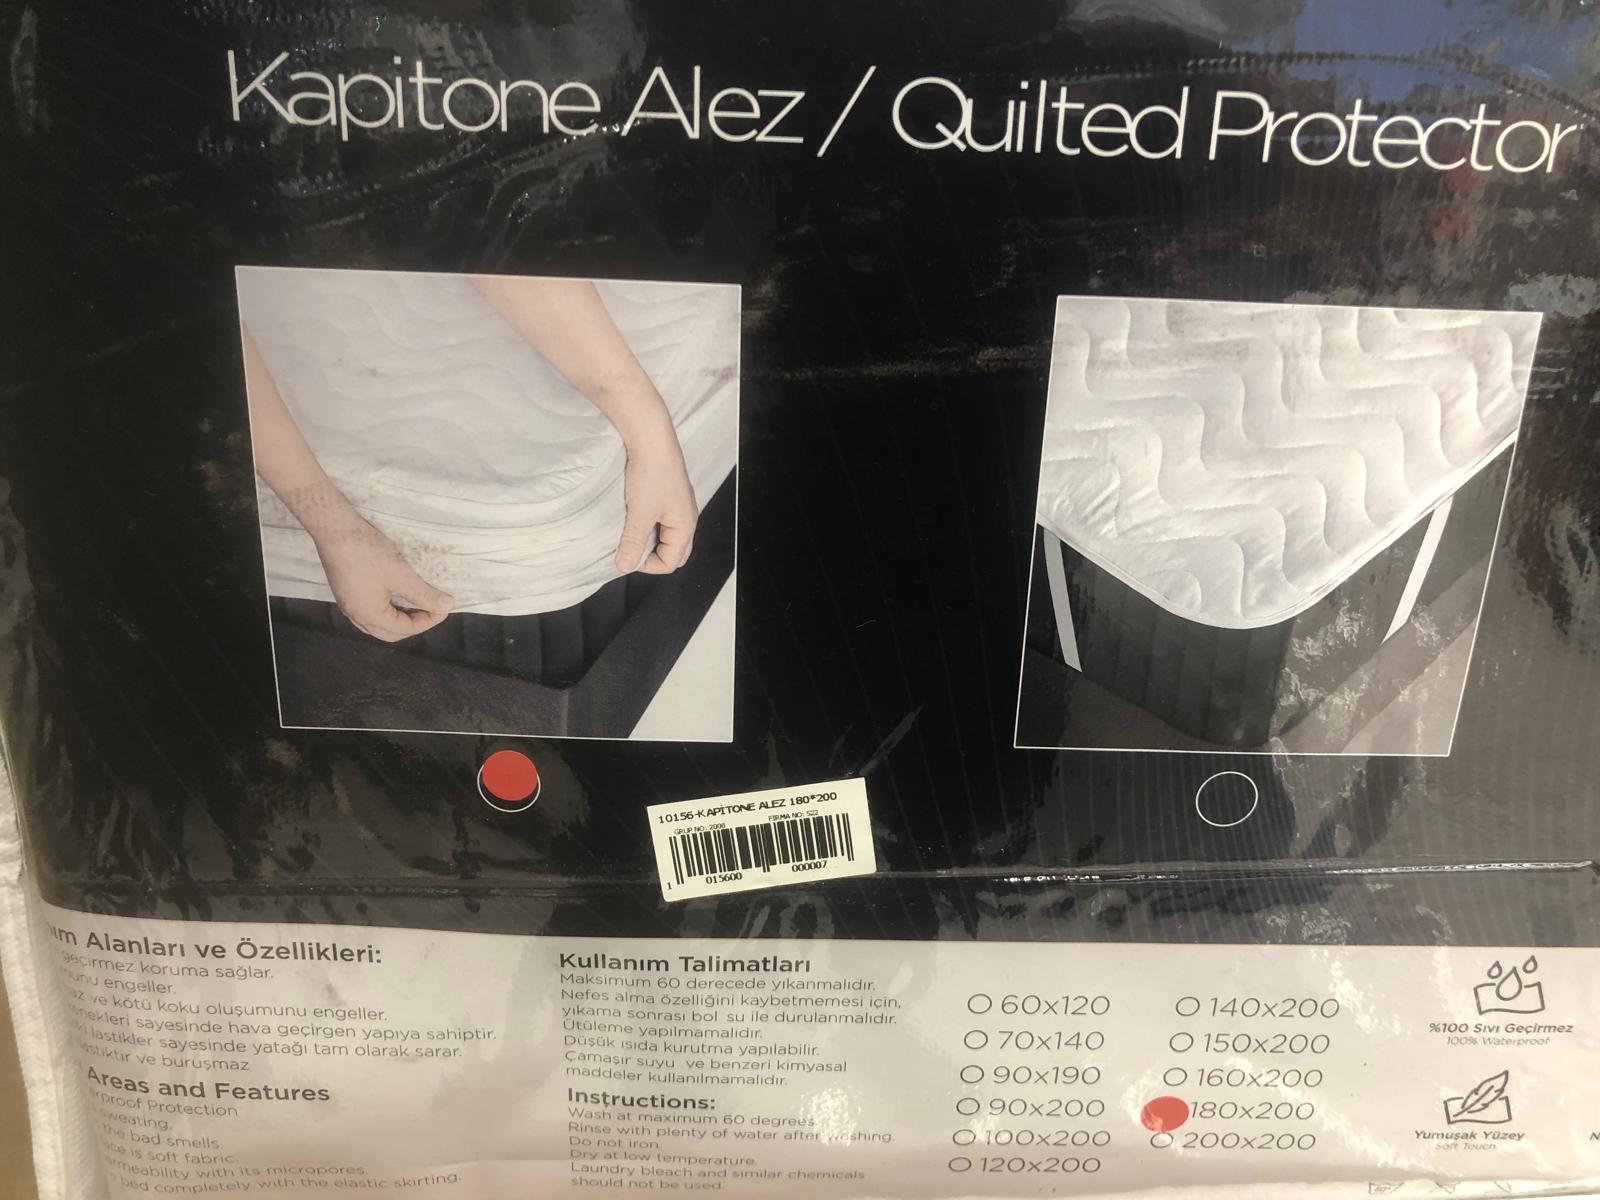 Kapitone Alez / Quilted Protector
10156-KAPİTONE ALEZ 180*200
GRUP NO: 2008 FIRMA NO: 522
1 015600 000007
Alanları ve Özellikleri:
geçirmez koruma sağlar.
engeller.
ve kötü koku oluşumunu engeller.
sayesinde hava geçirgen yapıya sahiptir.
lastikler sayesinde yatağı tam olarak sarar.
ve buruşmaz
Areas and Features
Protection
sweating.
the bad smells.
is soft fabric.
with its micropores.
bed completely with the elastic skirting.
Kullanım Talimatları
Maksimum 60 derecede yıkanmalıdır.
Nefes alma özelliğini kaybetmemesi için,
yıkama sonrası bol su ile durulanmalıdır.
Ütüleme yapılmamalıdır.
Düşük ısıda kurutma yapılabilir.
Çamaşır suyu ve benzeri kimyasal
maddeler kullanılmamalıdır.
Instructions:
Wash at maximum 60 degrees.
Rinse with plenty of water after washing.
Do not iron.
Dry at low temperature.
Laundry bleach and similar chemicals
should not be used.
60x120
70x140
90x190
90x200
100x200
120x200
140x200
150x200
160x200
180x200
200x200
%100 Sıvı Geçirmez
100% Waterproof
Yumuşak Yüzey
Soft Touch